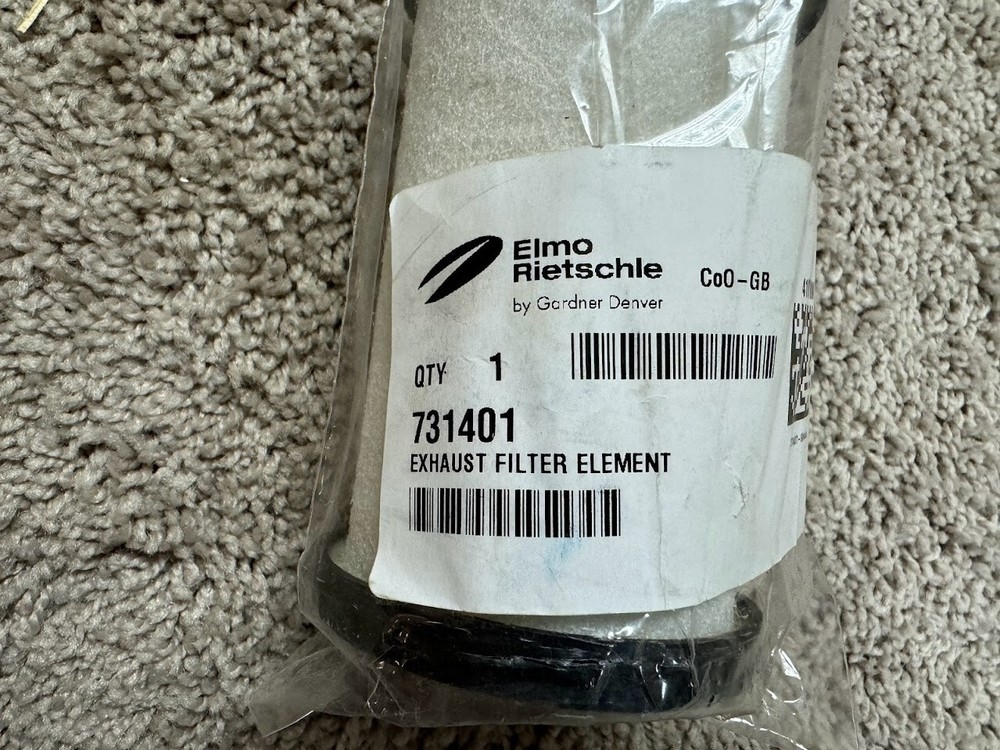 Elmo
Rietschle
by Gardner Denver
CoO-GB
QTY 1
731401
EXHAUST FILTER ELEMENT